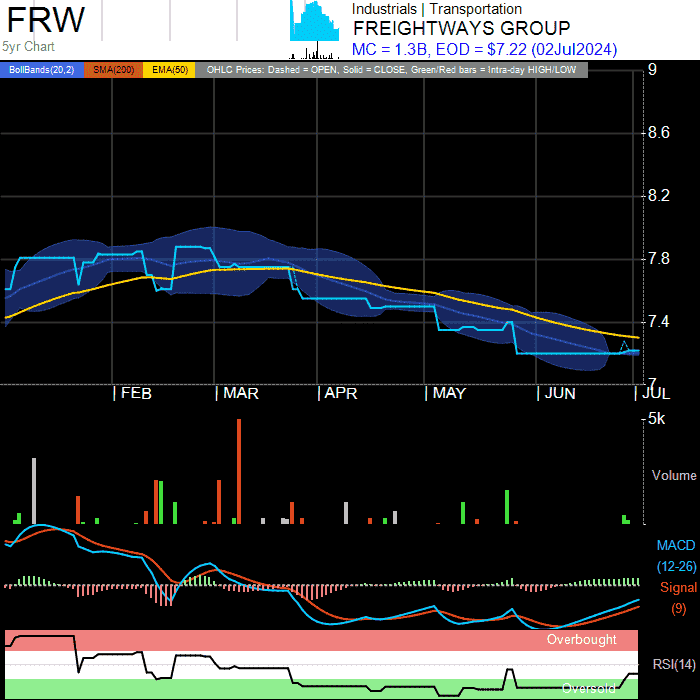 FRW
5yr Chart
Industrials | Transportation
FREIGHTWAYS GROUP
MC = 1.3B, EOD = $7.22 (02Jul2024)
BollBands(20,2) SMA(200) EMA(50) OHLC Prices: Dashed = OPEN, Solid = CLOSE, Green/Red bars = Intra-day HIGH/LOW
9
8.6
8.2
7.8
7.4
7
| FEB | MAR | APR | MAY | JUN | JUL
5k
Volume
MACD
(12-26)
Signal
(9)
Overbought
RSI(14)
Oversold